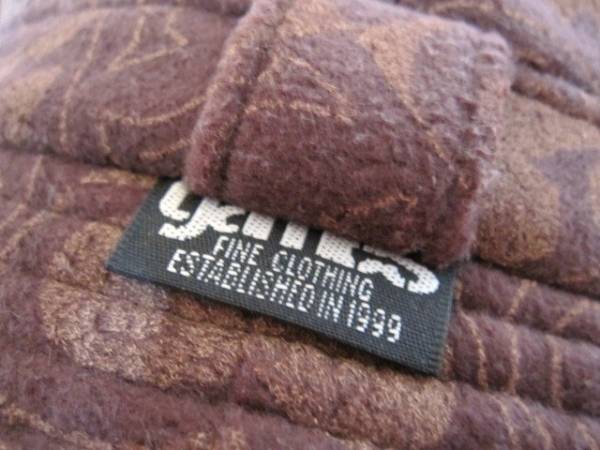 FINE CLOTHING
ESTABLISHED IN 1999